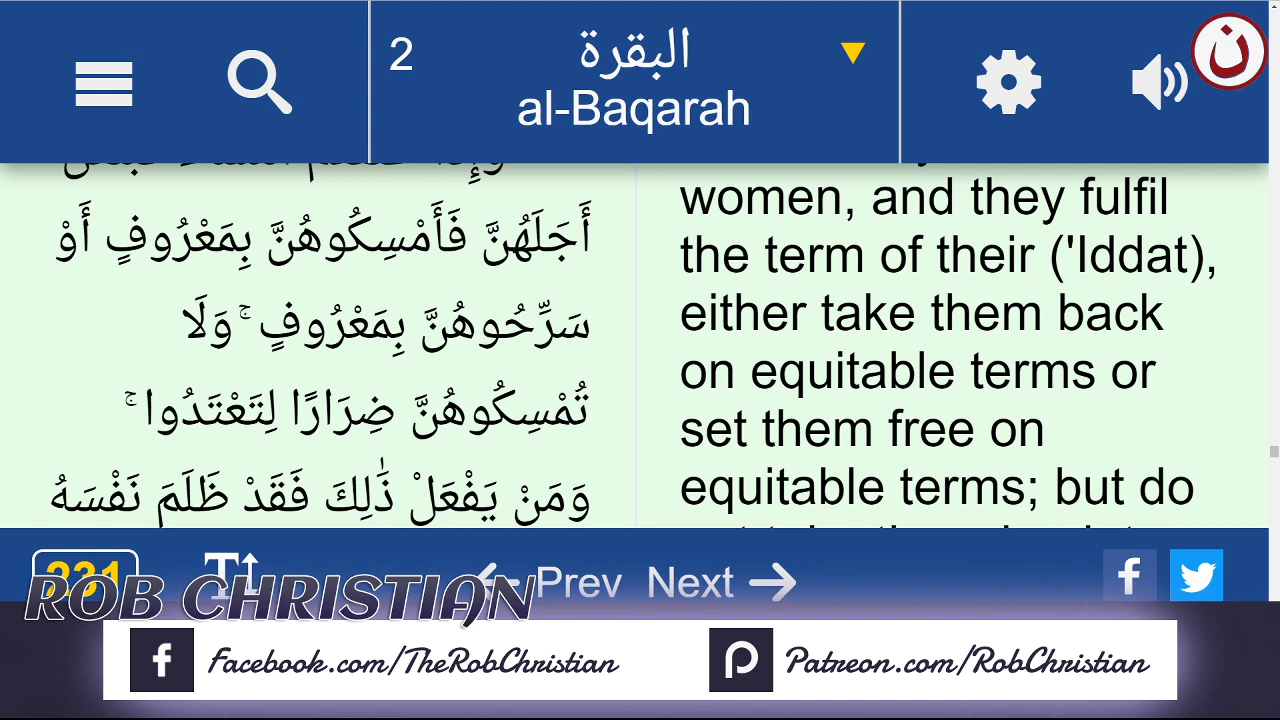 2
البقرة
al-Baqarah
ن
أَجَلَهُنَّ فَأَمْسِكُوهُنَّ بِمَعْرُوفٍ أَوْ
سَرِّحُوهُنَّ بِمَعْرُوفٍ ۚ وَلَا
تُمْسِكُوهُنَّ ضِرَارًا لِتَعْتَدُوا ۚ
وَمَنْ يَفْعَلْ ذَٰلِكَ فَقَدْ ظَلَمَ نَفْسَهُ
women, and they fulfil
the term of their ('Iddat),
either take them back
on equitable terms or
set them free on
equitable terms; but do
231
Prev Next
ROB CHRISTIAN
Facebook.com/TheRobChristian
Patreon.com/RobChristian